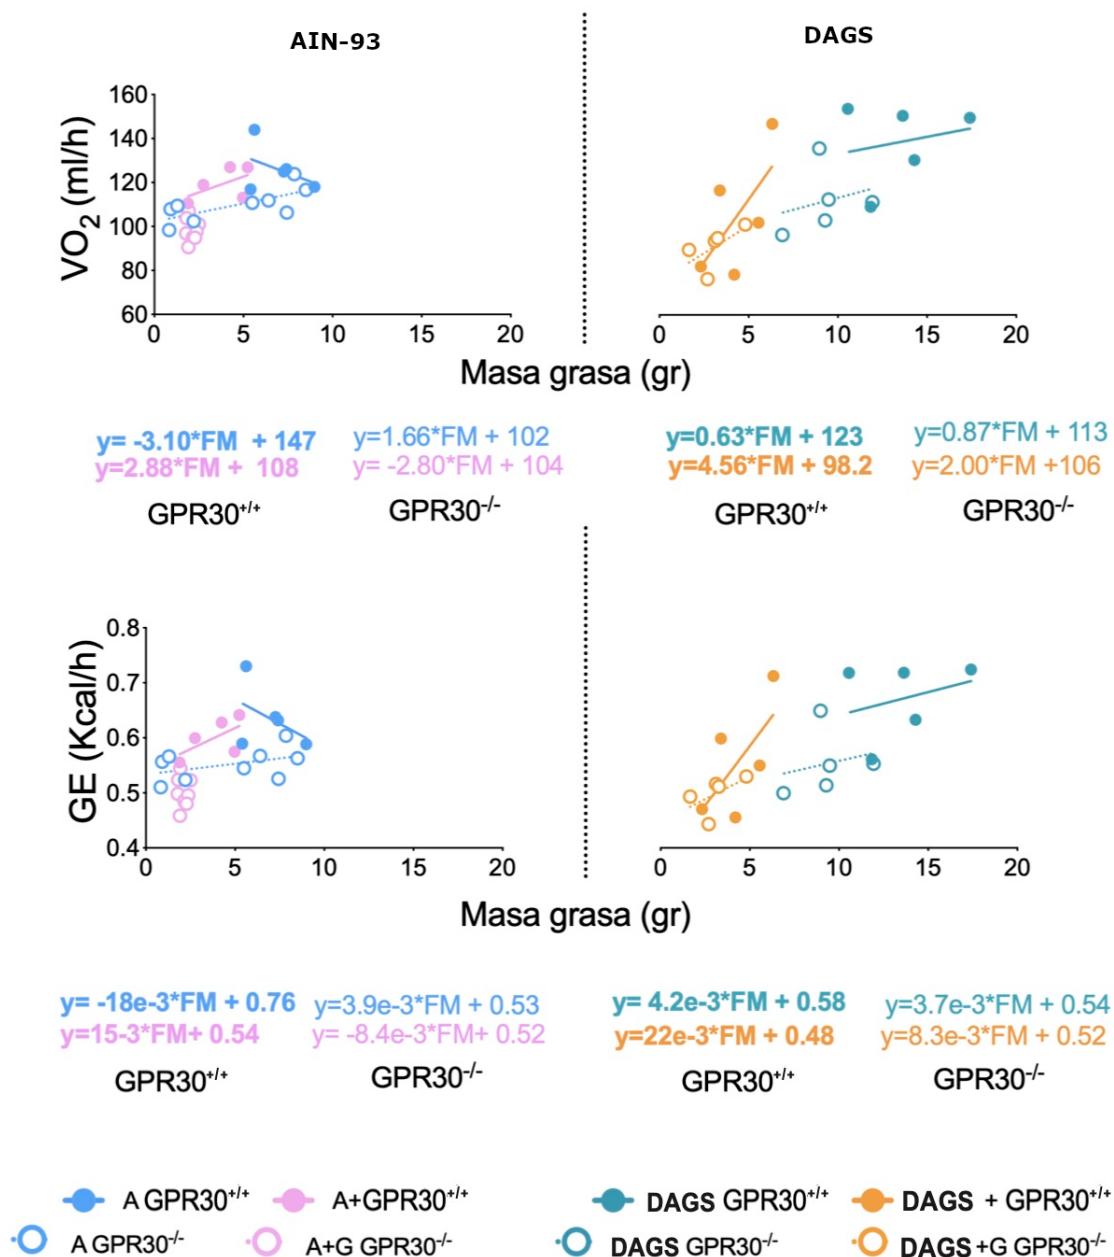 AIN-93
DAGS
VO2 (ml/h)
160
140
120
100
80
60
0 5 10 15 20
0 5 10 15 20
Masa grasa (gr)
y= -3.10*FM + 147
y=2.88*FM + 108
GPR30+/+
y=1.66*FM + 102
y= -2.80*FM + 104
GPR30-/-
y=0.63*FM + 123
y=4.56*FM + 98.2
GPR30+/+
y=0.87*FM + 113
y=2.00*FM +106
GPR30-/-
GE (Kcal/h)
0.8
0.7
0.6
0.5
0.4
0 5 10 15 20
0 5 10 15 20
Masa grasa (gr)
y= -18e-3*FM + 0.76
y=15-3*FM+ 0.54
GPR30+/+
y=3.9e-3*FM + 0.53
y= -8.4e-3*FM+ 0.52
GPR30-/-
y= 4.2e-3*FM + 0.58
y=22e-3*FM + 0.48
GPR30+/+
y=3.7e-3*FM + 0.54
y=8.3e-3*FM + 0.52
GPR30-/-
A GPR30+/+
A+GPR30+/+
DAGS GPR30+/+
DAGS + GPR30+/+
A GPR30-/-
A+G GPR30-/-
DAGS GPR30-/-
DAGS +G GPR30-/-